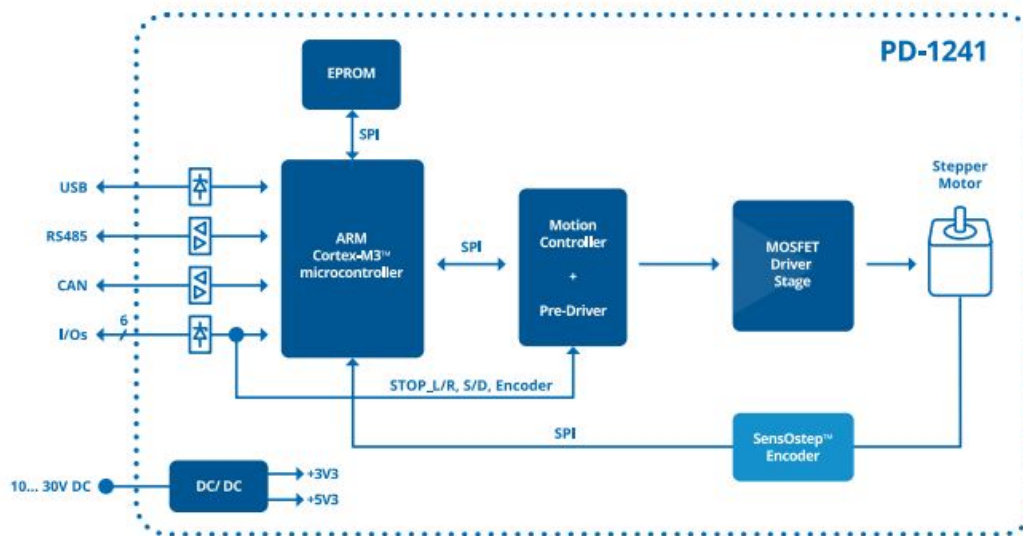 PD-1241
EPROM
SPI
Stepper
Motor
USB
RS485
CAN
6
I/Os
ARM
Cortex-M3™
microcontroller
SPI
Motion
Controller
+
Pre-Driver
MOSFET
Driver
Stage
STOP_L/R, S/D, Encoder
SPI
SensOstep™
Encoder
10... 30V DC
DC/ DC
+3V3
+5V3